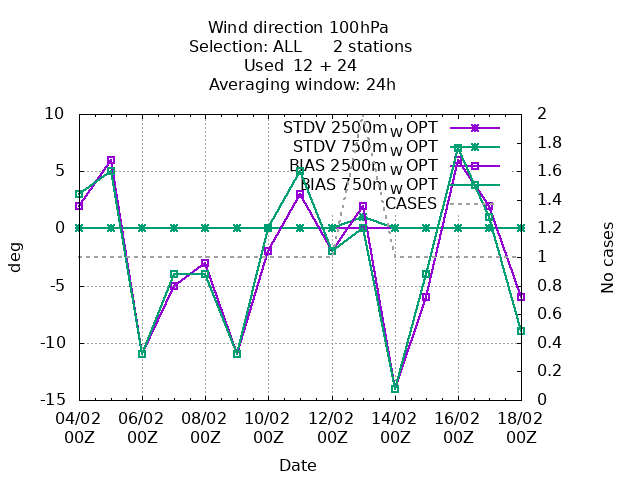 Wind direction 100hPa
Selection: ALL 2 stations
Used 12 + 24
Averaging window: 24h
STDV 2500m_W OPT
STDV 750m_W OPT
BIAS 2500m_W OPT
BIAS 750m_W OPT
CASES
10
5
0
-5
-10
-15
deg
2
1.8
1.6
1.4
1.2
1
0.8
0.6
0.4
0.2
0
No cases
04/02 06/02 08/02 10/02 12/02 14/02 16/02 18/02
00Z 00Z 00Z 00Z 00Z 00Z 00Z 00Z
Date